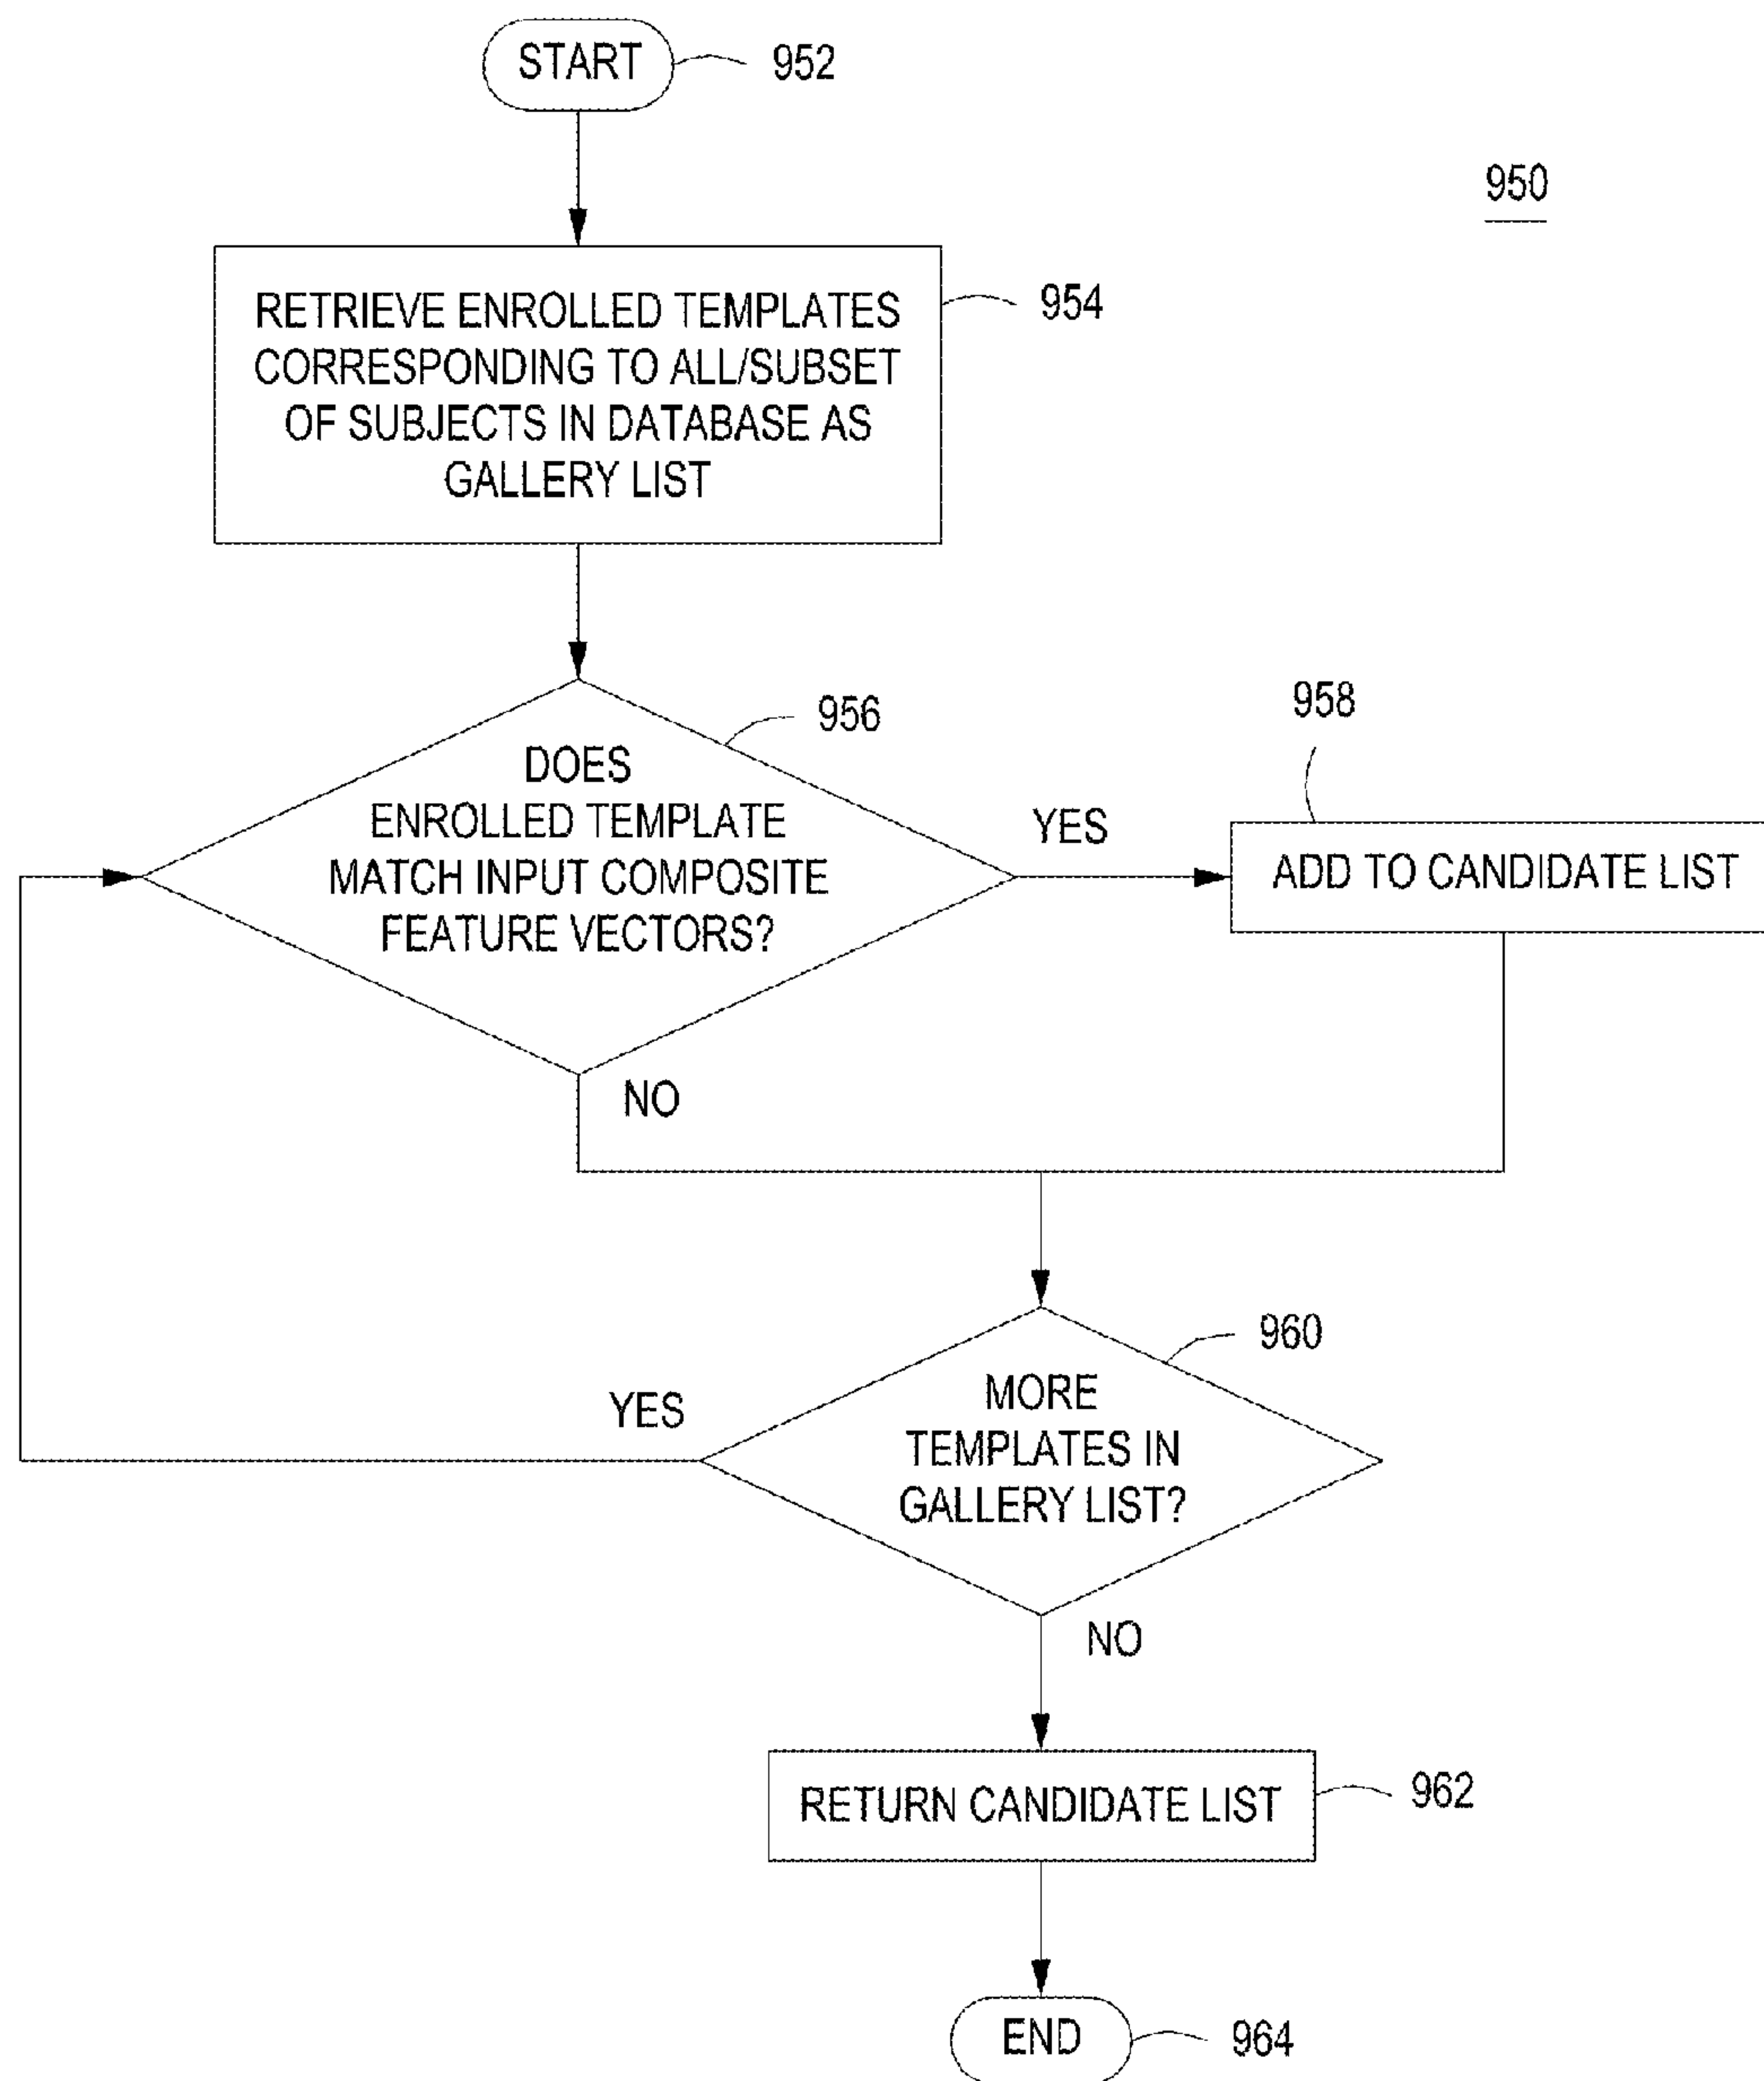 START
952
950
RETRIEVE ENROLLED TEMPLATES
CORRESPONDING TO ALL/SUBSET
OF SUBJECTS IN DATABASE AS
GALLERY LIST
954
956
DOES
ENROLLED TEMPLATE
MATCH INPUT COMPOSITE
FEATURE VECTORS?
YES
958
ADD TO CANDIDATE LIST
NO
960
MORE
TEMPLATES IN
GALLERY LIST?
YES
NO
RETURN CANDIDATE LIST
962
END
964